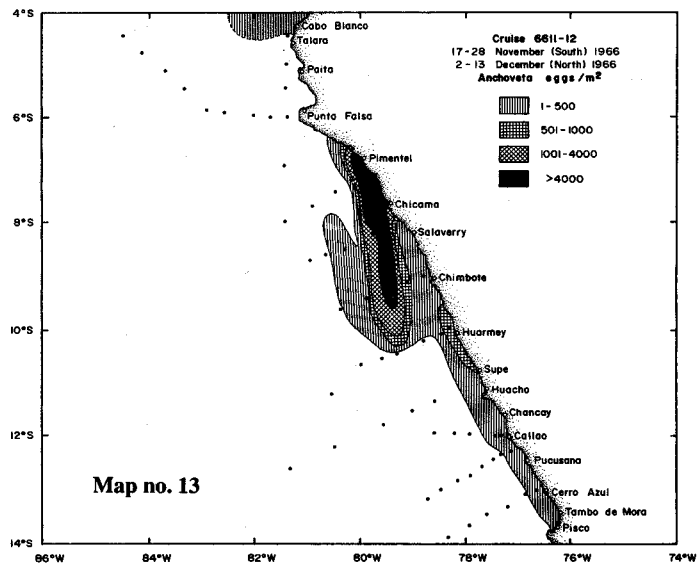 4°S
6°S
8°S
10°S
12°S
14°S
86°W
84°W
82°W
80°W
78°W
76°W
74°W
Cruise 6611-12
17-28 November (South) 1966
2-13 December (North) 1966
Anchoveta eggs/m²
1-500
501-1000
1001-4000
>4000
Cabo Blanco
Talara
Paita
Punta Falsa
Pimentel
Chicama
Salaverry
Chimbote
Huarmey
Supe
Huacho
Chancay
Callao
Pucusana
Cerro Azul
Tambo de Mora
Pisco
Map no. 13